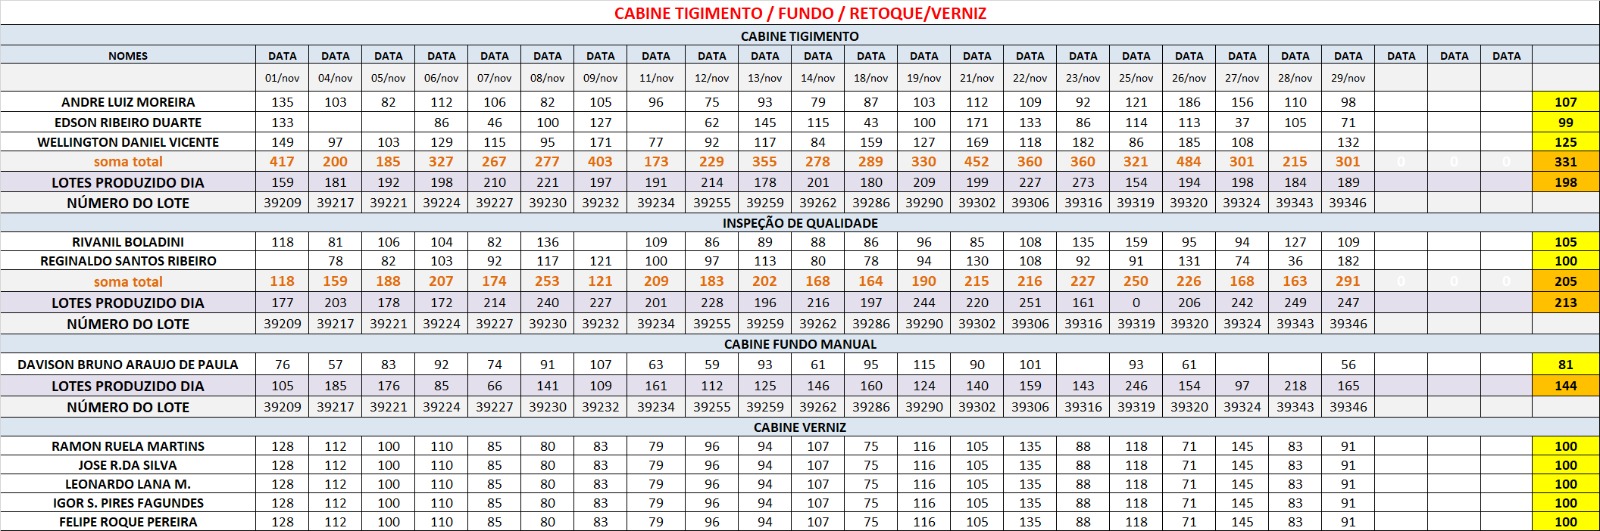 CABINE TIGIMENTO / FUNDO / RETOQUE/VERNIZ
CABINE TIGIMENTO
NOMES DATA DATA DATA DATA DATA DATA DATA DATA DATA DATA DATA DATA DATA DATA DATA DATA DATA DATA DATA DATA DATA DATA DATA DATA
01/nov 04/nov 05/nov 06/nov 07/nov 08/nov 09/nov 11/nov 12/nov 13/nov 14/nov 18/nov 19/nov 21/nov 22/nov 23/nov 25/nov 26/nov 27/nov 28/nov 29/nov
ANDRE LUIZ MOREIRA 135 103 82 112 106 82 105 96 75 93 79 87 103 112 109 92 121 186 156 110 98 107
EDSON RIBEIRO DUARTE 133 86 46 100 127 62 145 115 43 100 171 133 86 114 113 37 105 71 99
WELLINGTON DANIEL VICENTE 149 97 103 129 115 95 171 77 92 117 84 159 127 169 118 182 86 185 108 132 125
soma total 417 200 185 327 267 277 403 173 229 355 278 289 330 452 360 360 321 484 301 215 301 0 0 0 331
LOTES PRODUZIDO DIA 159 181 192 198 210 221 197 191 214 178 201 180 209 199 227 273 154 194 198 184 189 198
NÚMERO DO LOTE 39209 39217 39221 39224 39227 39230 39232 39234 39255 39259 39262 39286 39290 39302 39306 39316 39319 39320 39324 39343 39346
INSPEÇÃO DE QUALIDADE
RIVANIL BOLADINI 118 81 106 104 82 136 109 86 89 88 86 96 85 108 135 159 95 94 127 109 105
REGINALDO SANTOS RIBEIRO 78 82 103 92 117 121 100 97 113 80 78 94 130 108 92 91 131 74 36 182 100
soma total 118 159 188 207 174 253 121 209 183 202 168 164 190 215 216 227 250 226 168 163 291 0 0 0 205
LOTES PRODUZIDO DIA 177 203 178 172 214 240 227 201 228 196 216 197 244 220 251 161 0 206 242 249 247 213
NÚMERO DO LOTE 39209 39217 39221 39224 39227 39230 39232 39234 39255 39259 39262 39286 39290 39302 39306 39316 39319 39320 39324 39343 39346
CABINE FUNDO MANUAL
DAVISON BRUNO ARAUJO DE PAULA 76 57 83 92 74 91 107 63 59 93 61 95 115 90 101 93 61 56 81
LOTES PRODUZIDO DIA 105 185 176 85 66 141 109 161 112 125 146 160 124 140 159 143 246 154 97 218 165 144
NÚMERO DO LOTE 39209 39217 39221 39224 39227 39230 39232 39234 39255 39259 39262 39286 39290 39302 39306 39316 39319 39320 39324 39343 39346
CABINE VERNIZ
RAMON RUELA MARTINS 128 112 100 110 85 80 83 79 96 94 107 75 116 105 135 88 118 71 145 83 91 100
JOSE R.DA SILVA 128 112 100 110 85 80 83 79 96 94 107 75 116 105 135 88 118 71 145 83 91 100
LEONARDO LANA M. 128 112 100 110 85 80 83 79 96 94 107 75 116 105 135 88 118 71 145 83 91 100
IGOR S. PIRES FAGUNDES 128 112 100 110 85 80 83 79 96 94 107 75 116 105 135 88 118 71 145 83 91 100
FELIPE ROQUE PEREIRA 128 112 100 110 85 80 83 79 96 94 107 75 116 105 135 88 118 71 145 83 91 100